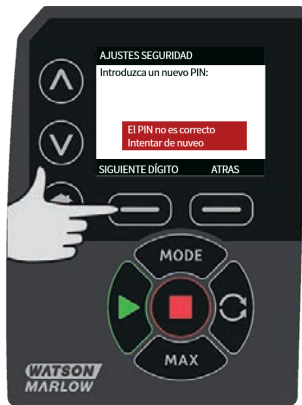 AJUSTES SEGURIDAD
Introduzca un nuevo PIN:
El PIN no es correcto
Intentar de nuveo
SIGUIENTE DÍGITO ATRAS
MODE
MAX
WATSON
MARLOW